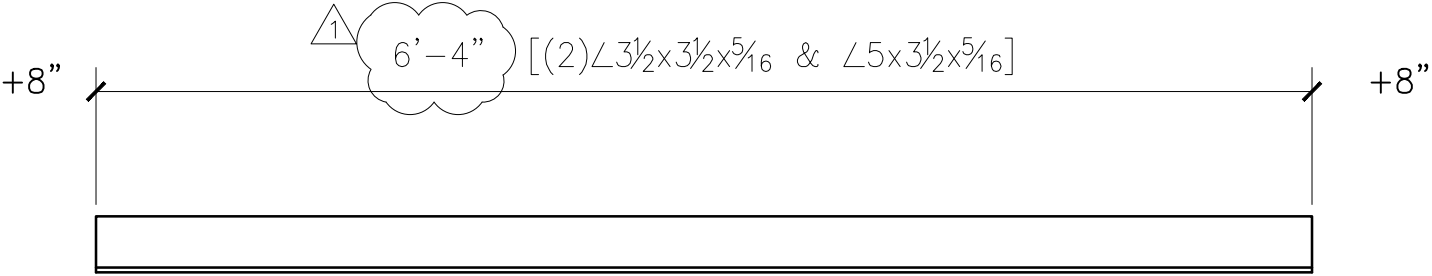 1
6'-4" [(2)∠3½x3½x5/16 & ∠5x3½x5/16]
+8" +8"